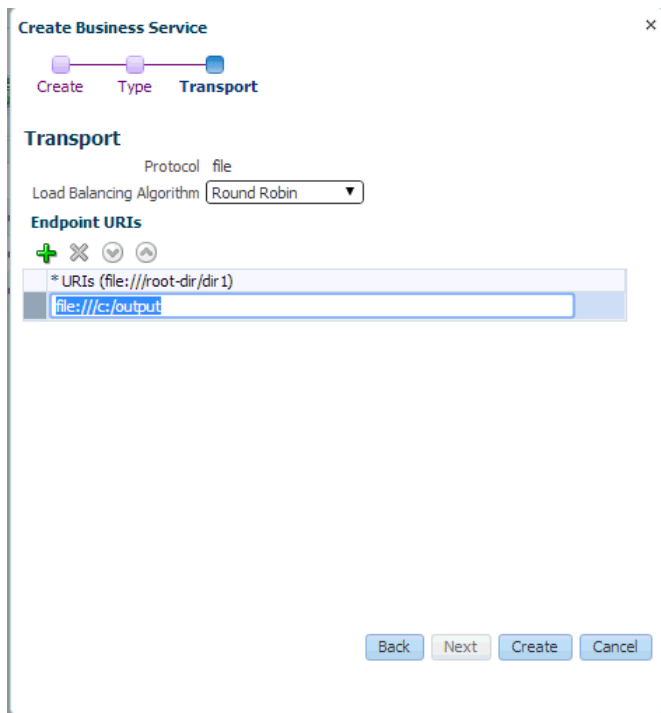 Create Business Service
Create Type Transport
Transport
Protocol file
Load Balancing Algorithm Round Robin
Endpoint URIs
* URIs (file:///root-dir/dir1)
file:///c:/output
Back Next Create Cancel